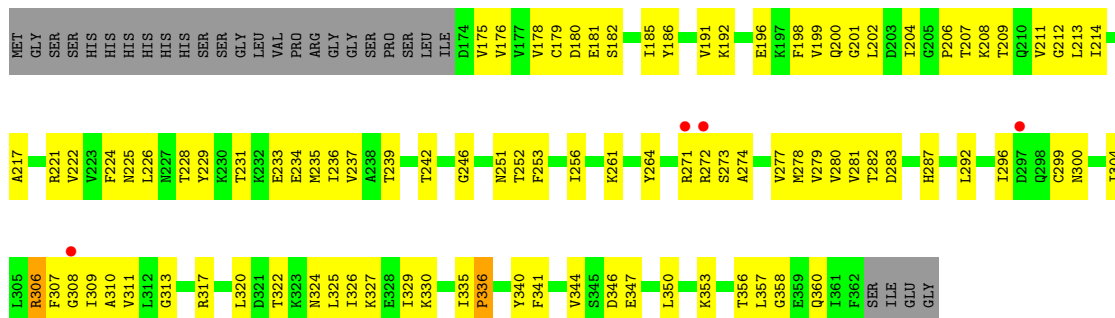 MET GLY SER SER HIS HIS HIS HIS HIS HIS SER SER GLY LEU VAL PRO ARG GLY GLY SER PRO SER LEU ILE D174 V175 V176 V177 V178 C179 D180 E181 S182 I185 Y186 V191 K192 E196 K197 F198 V199 Q200 G201 L202 D203 I204 G205 P206 T207 K208 T209 Q210 V211 G212 L213 I214
A217 R221 V222 V223 F224 N225 L226 N227 T228 Y229 K230 T231 K232 E233 E234 M235 I236 V237 A238 T239 T242 G246 N251 T252 F253 I256 K261 Y264 R271 R272 S273 A274 V277 M278 V279 V280 V281 T282 D283 H287 L292 I296 D297 Q298 C299 N300 I304
L305 R306 F307 G308 I309 A310 V311 L312 G313 R317 L320 D321 T322 K323 N324 L325 I326 K327 E328 I329 K330 I335 P336 Y340 F341 V344 S345 D346 E347 L350 K353 T356 L357 G358 E359 Q360 I361 F362 SER ILE GLU GLY